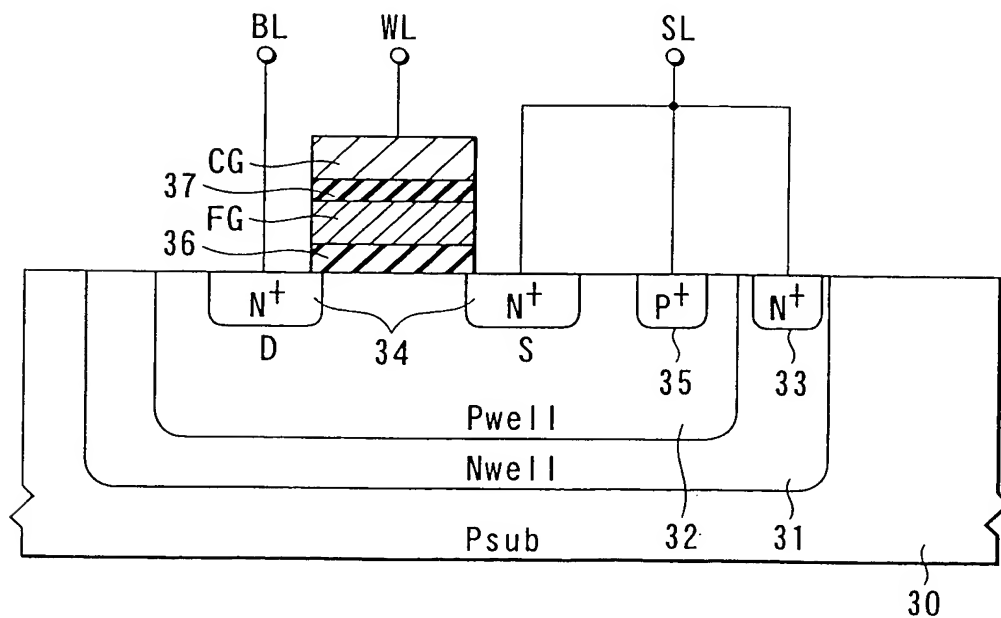 BL WL SL
CG
37
FG
36
N+ N+ P+ N+
D 34 S 35 33
Pwell
Nwell
Psub 32 31
30